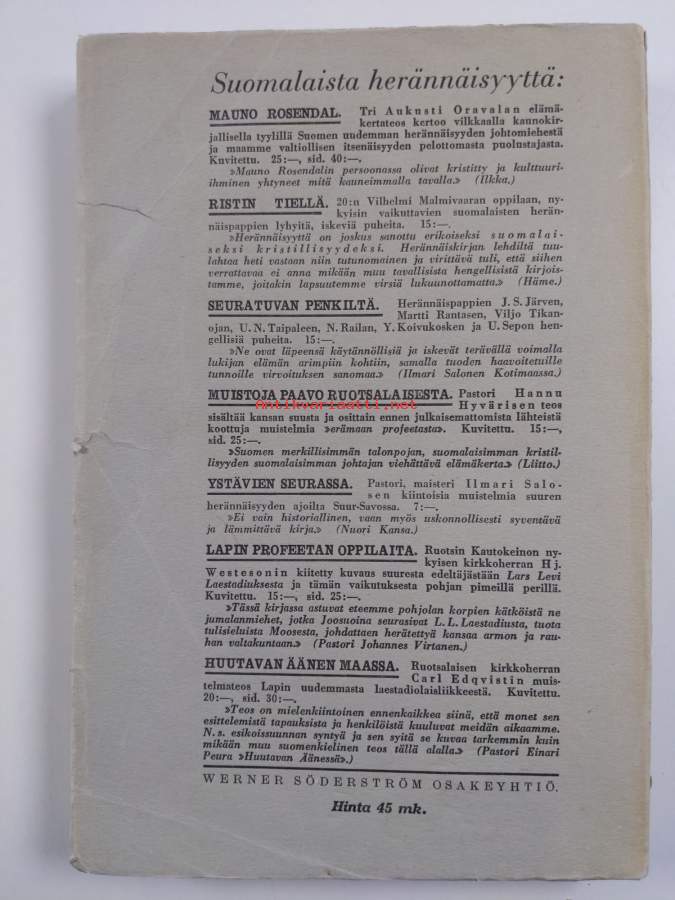 Suomalaista herännäisyyttä:
MAUNO ROSENDAL. Tri Aukusti Oravalan elämä-
kertateos kertoo vilkkaalla kaunokir-
jallisella tyylillä Suomen uudemman herännäisyyden johtomiehestä
ja maamme valtiollisen itsenäisyyden pelottomasta puolustajasta.
Kuvitettu. 25:—, sid. 40:—.
»Mauno Rosendalin persoonassa olivat kristitty ja kulttuuri-
ihminen yhtyneet mitä kauneimmalla tavalla.» (Ilkka.)
RISTIN TIELLÄ. 20:n Vilhelmi Malmivaaran oppilaan, ny-
kyisin vaikuttavien suomalaisten herän-
näispappien lyhyitä, iskeviä puheita. 15:—.
»Herännäisyyttä on joskus sanottu erikoiseksi suomalai-
seksi kristillisyydeksi. Herännäiskirjan lehdiltä tuu-
lahtaa heti vastaan niin tutunomainen ja virittävä tuli, että siihen
verrattavaa ei anna mikään muu tavallisista hengellisistä kirjois-
tamme, joitakin lapsuutemme virsiä lukuunottamatta.» (Häme.)
SEURATUVAN PENKILTÄ. Herännäispappien J. S. Järven,
Martti Rantasen, Viljo Tikan-
ojan, U. N. Taipaleen, N. Railan, Y. Koivukosken ja U. Sepon hen-
gellisiä puheita. 15:—.
»Ne ovat läpeensä käytännöllisiä ja iskevät terävällä voimalla
lukijan elämän arimpiin kohtiin, samalla tuoden haavoitetuille
tunnoille virvoituksen sanomaa.» (Ilmari Salonen Kotimaassa.)
MUISTOJA PAAVO RUOTSALAISESTA. Pastori Hannu
Hyvärisen teos
Antikvariaatti.net
sisältää kansan suusta ja osittain ennen julkaisemattomista lähteistä
koottuja muistelmia »erämaan profeetasta». Kuvitettu. 15:—,
sid. 25:—.
»Suomen merkillisimmän talonpojan, suomalaisimman kristil-
lisyyden suomalaisimman johtajan viehättävä elämäkerta.» (Liitto.)
YSTÄVIEN SEURASSA. Pastori, maisteri Ilmari Salo-
sen kiintoisia muistelmia suuren
herännäisyyden ajoilta Suur-Savossa. 7:—.
»Ei vain historiallinen, vaan myös uskonnollisesti syventävä
ja lämmittävä kirja.» (Nuori Kansa.)
LAPIN PROFEETAN OPPILAITA. Ruotsin Kautokeinon ny-
kyisen kirkkoherran Hj.
Westesonin kiitetty kuvaus suuresta edeltäjästään Lars Levi
Laestadiuksesta ja tämän vaikutuksesta pohjan pimeillä perillä.
Kuvitettu. 15:—, sid. 25:—.
»Tässä kirjassa astuvat eteemme pohjolan korpien kätköistä ne
jumalanmiehet, jotka Joosuoina seurasivat L. L. Laestadiusta, tuota
tulisieluista Moosesta, johdattaen herätettyä kansaa armon ja rau-
han valtakuntaan.» (Pastori Johannes Virtanen.)
HUUTAVAN ÄÄNEN MAASSA. Ruotsalaisen kirkkoherran
Carl Edqvistin muis-
telmateos Lapin uudemmasta laestadiolaisliikkeestä. Kuvitettu.
20:—, sid. 30:—.
»Teos on mielenkiintoinen ennenkaikkea siinä, että monet sen
esittelemistä tapauksista ja henkilöistä kuuluvat meidän aikaamme.
N. s. esikoissuunnan syntyä ja sen syitä se kuvaa tarkemmin kuin
mikään muu suomenkielinen teos tällä alalla.» (Pastori Einari
Peura »Huutavan Äänessä».)
WERNER SÖDERSTRÖM OSAKEYHTIÖ.
Hinta 45 mk.